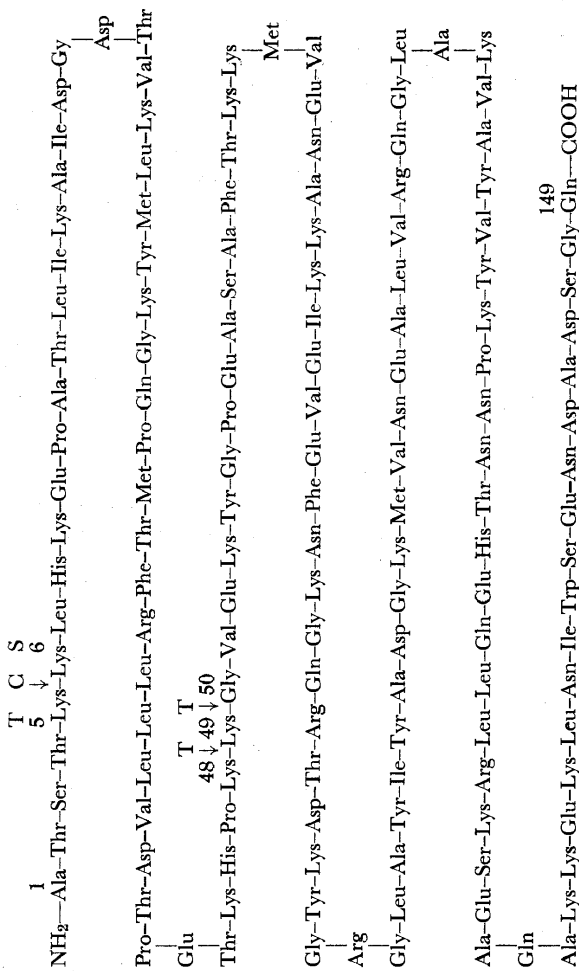 T C S
1 5 ↓ 6
NH₂—Ala–Thr–Ser–Thr–Lys–Lys–Leu–His–Lys–Glu–Pro–Ala–Thr–Leu–Ile–Lys–Ala–Ile–Asp–Gy
Asp
Pro–Thr–Asp–Val–Leu–Leu–Leu–Arg–Phe–Thr–Met–Pro–Gln–Gly–Lys–Tyr–Met–Leu–Lys–Val–Thr
Glu T T
48 ↓ 49 ↓ 50
Thr–Lys–His–Pro–Lys–Lys–Gly–Val–Glu–Lys–Tyr–Gly–Pro–Glu–Ala–Ser–Ala–Phe–Thr–Lys–Lys
Met
Gly–Tyr–Lys–Asp–Thr–Arg–Gln–Gly–Lys–Asn–Phe–Glu–Val–Glu–Ile–Lys–Lys–Ala–Asn–Glu–Val
Arg
Gly–Leu–Ala–Tyr–Ile–Tyr–Ala–Asp–Gly–Lys–Met–Val–Asn–Glu–Ala–Leu–Val–Arg–Gln–Gly–Leu
Ala
Ala–Glu–Ser–Lys–Arg–Leu–Leu–Gln–Glu–His–Thr–Asn–Asn–Pro–Lys–Tyr–Val–Tyr–Ala–Val–Lys
Gln
149
Ala–Lys–Lys–Glu–Lys–Leu–Asn–Ile–Trp–Ser–Glu–Asn–Asp–Ala–Asp–Ser–Gly–Gln—COOH